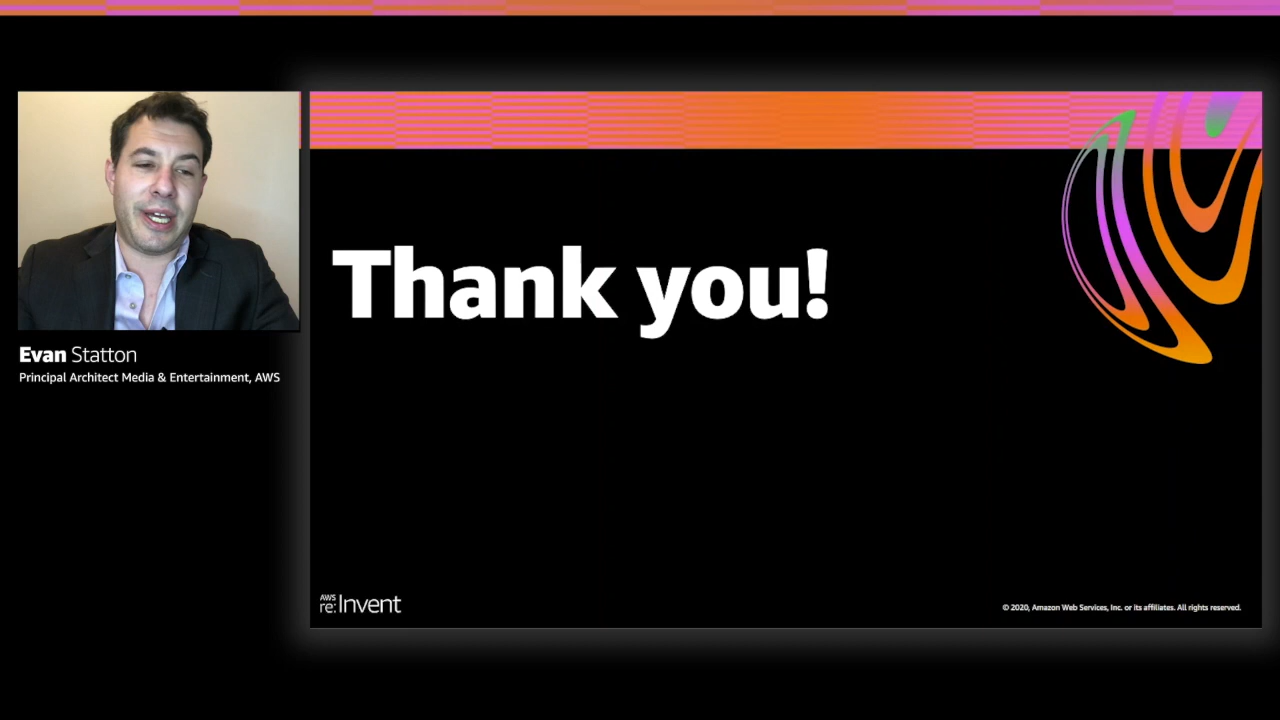 Thank you!
Evan Statton
Principal Architect Media & Entertainment, AWS
AWS
re:Invent
© 2020, Amazon Web Services, Inc. or its affiliates. All rights reserved.